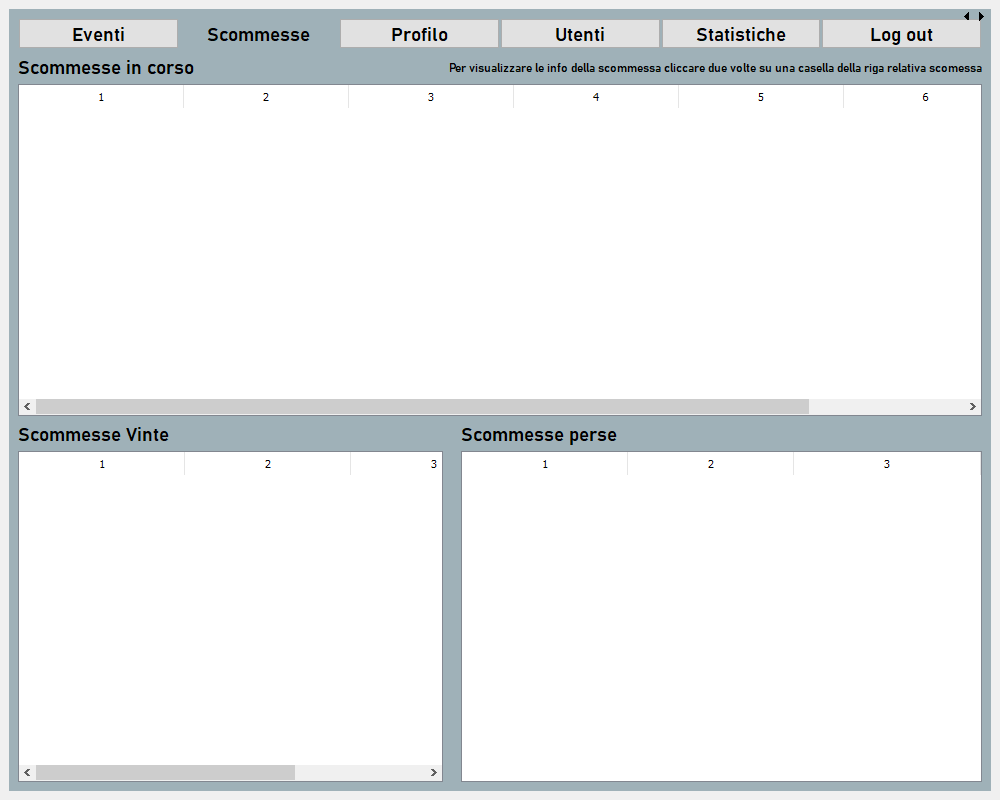 Eventi Scommesse Profilo Utenti Statistiche Log out
Scommesse in corso Per visualizzare le info della scommessa cliccare due volte su una casella della riga relativa scomessa
1 2 3 4 5 6
Scommesse Vinte Scommesse perse
1 2 3 1 2 3